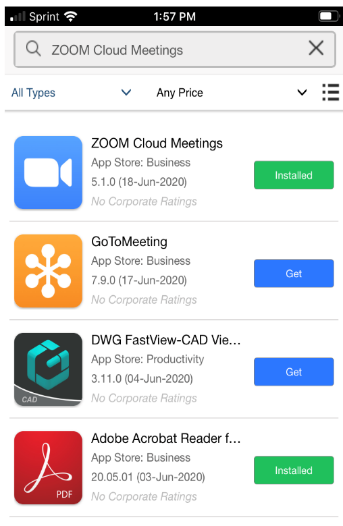 Sprint 1:57 PM
ZOOM Cloud Meetings
All Types Any Price
ZOOM Cloud Meetings
App Store: Business
5.1.0 (18-Jun-2020)
No Corporate Ratings
Installed
GoToMeeting
App Store: Business
7.9.0 (17-Jun-2020)
No Corporate Ratings
Get
CAD
DWG FastView-CAD Vie...
App Store: Productivity
3.11.0 (04-Jun-2020)
No Corporate Ratings
Get
PDF
Adobe Acrobat Reader f...
App Store: Business
20.05.01 (03-Jun-2020)
No Corporate Ratings
Installed